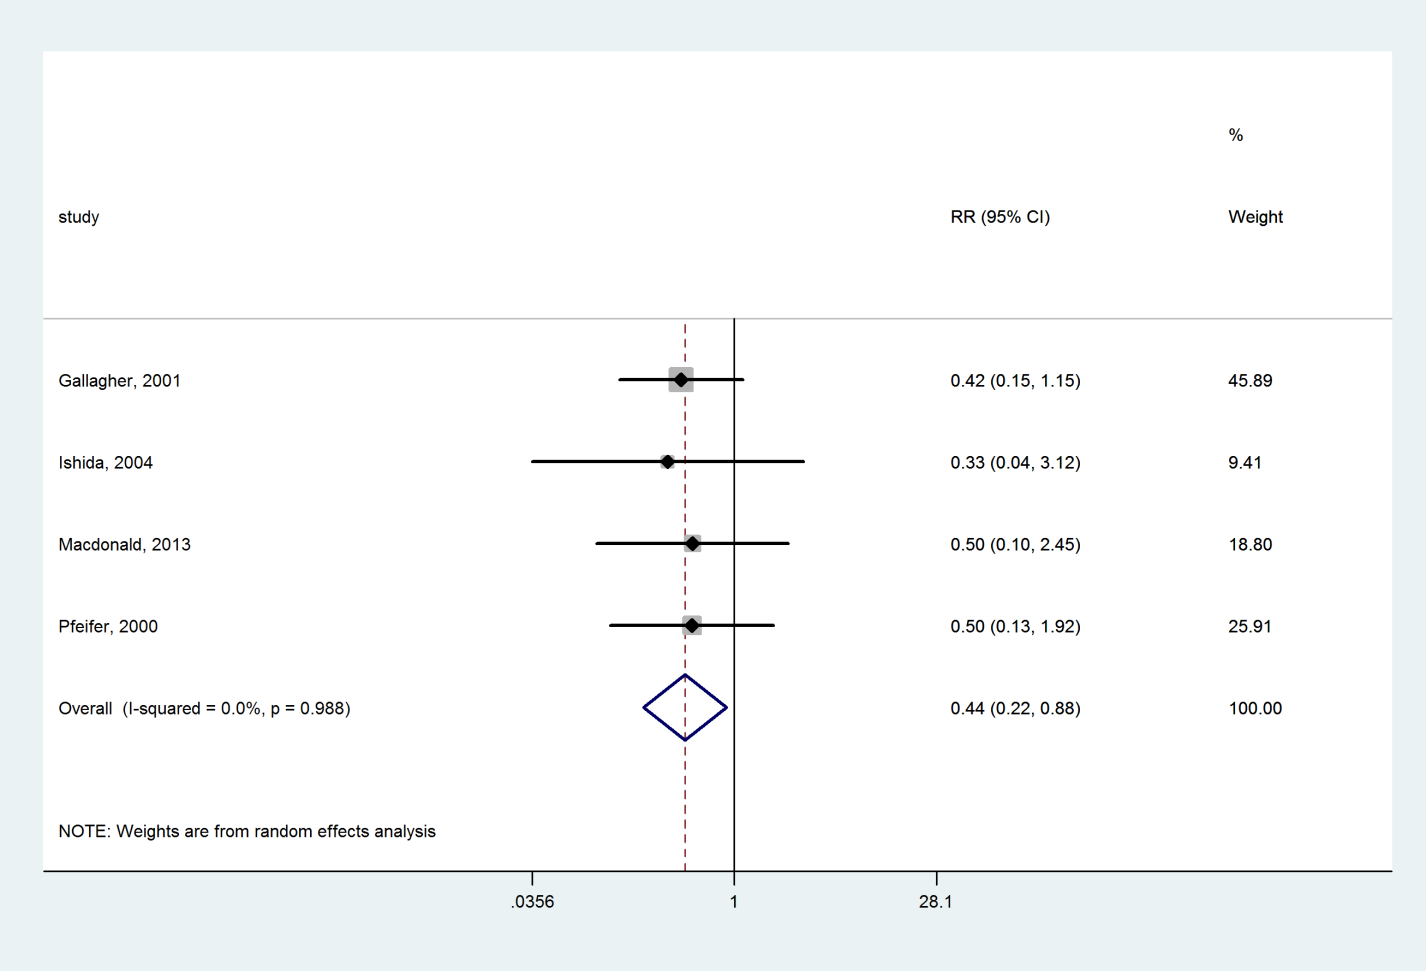 %
study RR (95% CI) Weight
Gallagher, 2001 0.42 (0.15, 1.15) 45.89
Ishida, 2004 0.33 (0.04, 3.12) 9.41
Macdonald, 2013 0.50 (0.10, 2.45) 18.80
Pfeifer, 2000 0.50 (0.13, 1.92) 25.91
Overall (I-squared = 0.0%, p = 0.988) 0.44 (0.22, 0.88) 100.00
NOTE: Weights are from random effects analysis
.0356 1 28.1